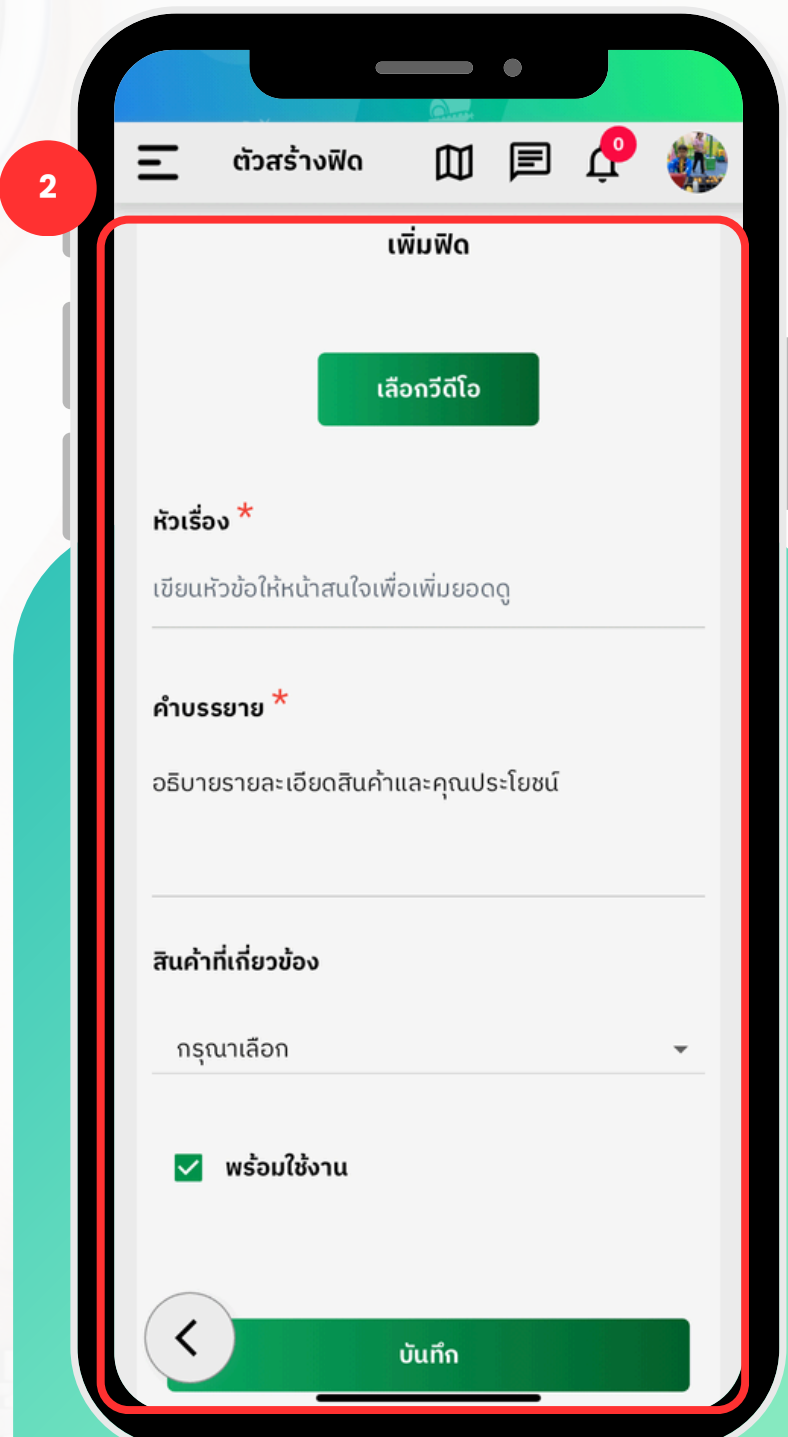 2
ตัวสร้างฟิด
0
เพิ่มฟิด
เลือกวีดีโอ
หัวเรื่อง *
เขียนหัวข้อให้หน้าสนใจเพื่อเพิ่มยอดดู
คำบรรยาย *
อธิบายรายละเอียดสินค้าและคุณประโยชน์
สินค้าที่เกี่ยวข้อง
กรุณาเลือก
พร้อมใช้งาน
บันทึก